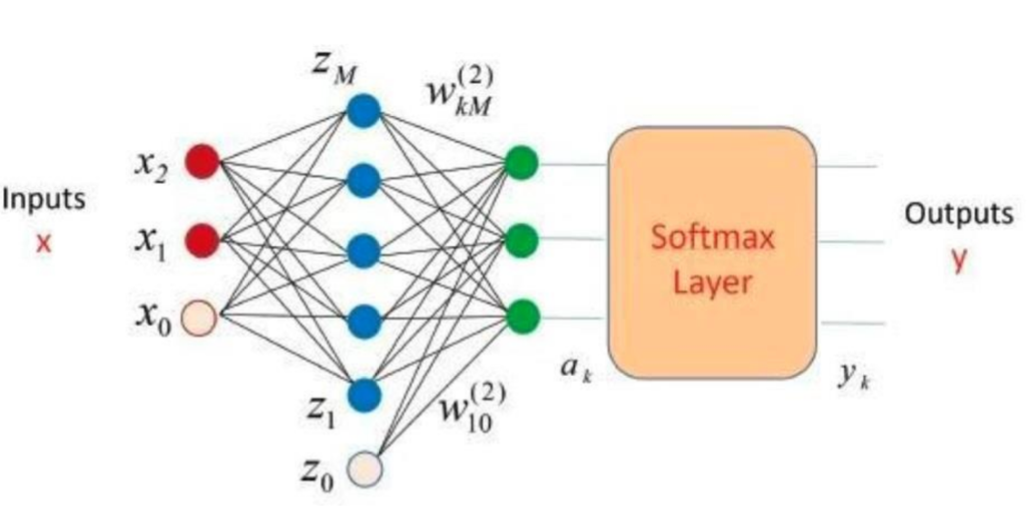 z_M
w_{kM}^{(2)}
x_2
Inputs
x
x_1
x_0
Softmax
Layer
Outputs
y
a_k
y_k
z_1
w_{10}^{(2)}
z_0